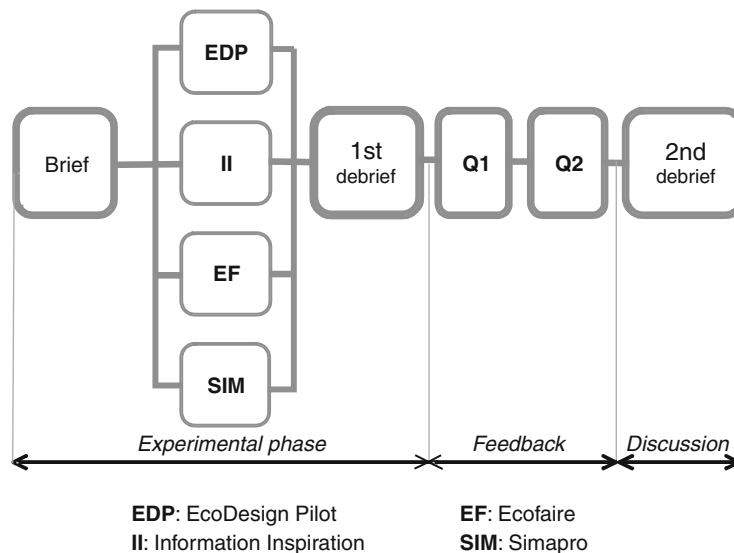 EDP
Brief
II
1st
debrief
Q1
Q2
2nd
debrief
EF
SIM
Experimental phase
Feedback
Discussion
EDP: EcoDesign Pilot
EF: Ecofaire
II: Information Inspiration
SIM: Simapro